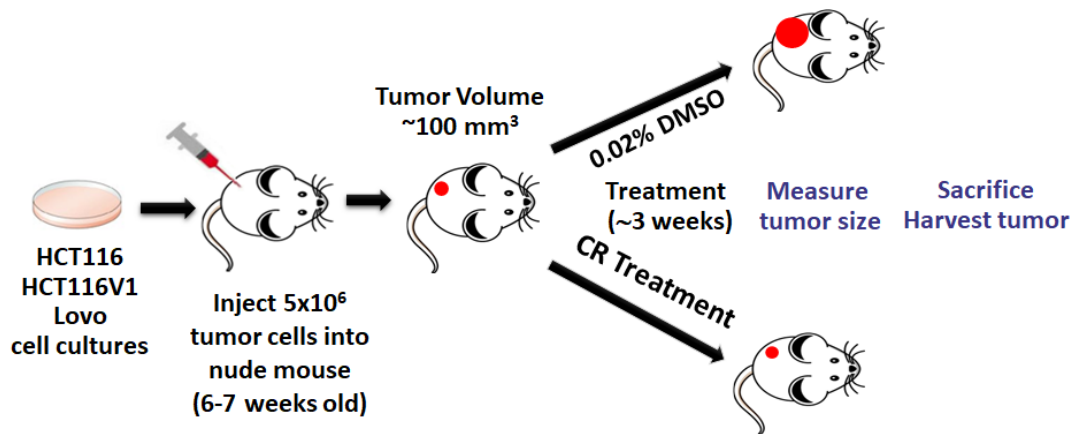 HCT116
HCT116V1
Lovo
cell cultures
Inject 5x10⁶
tumor cells into
nude mouse
(6-7 weeks old)
Tumor Volume
~100 mm³
0.02% DMSO
Treatment
(~3 weeks)
CR Treatment
Measure
tumor size
Sacrifice
Harvest tumor